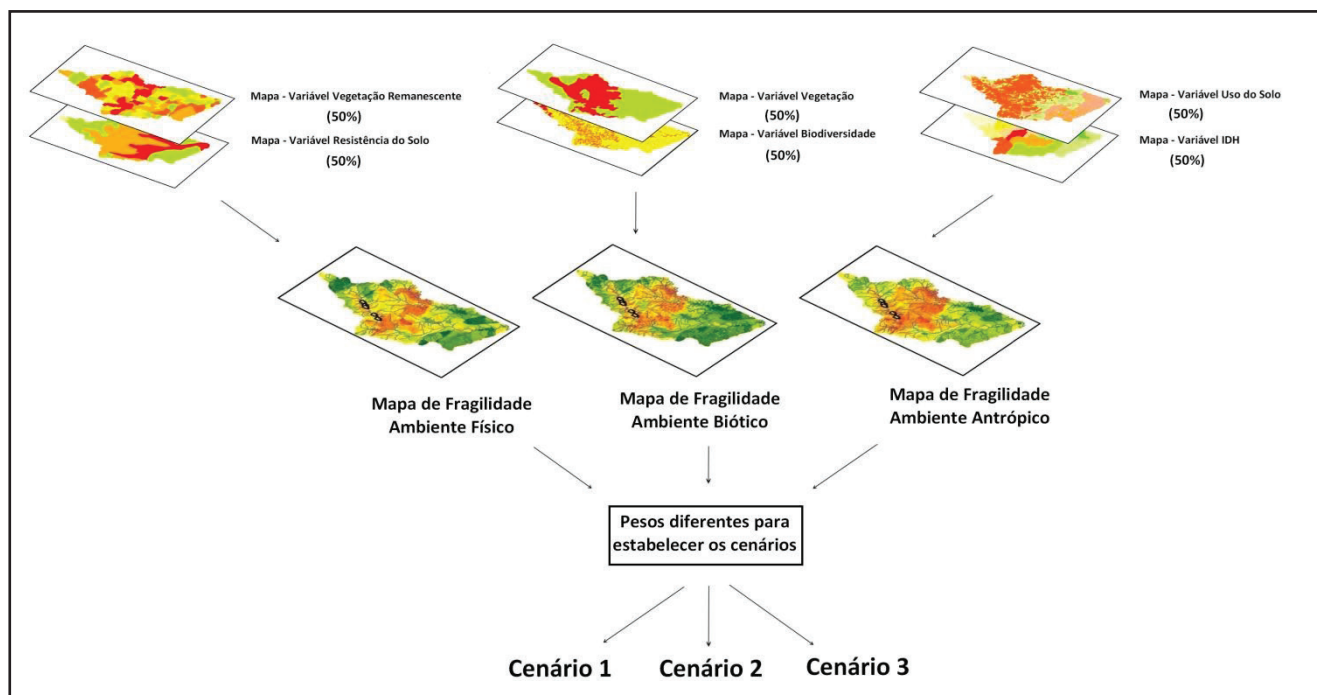 Mapa - Variável Vegetação Remanescente
(50%)
Mapa - Variável Resistência do Solo
(50%)
Mapa - Variável Vegetação
(50%)
Mapa - Variável Biodiversidade
(50%)
Mapa - Variável Uso do Solo
(50%)
Mapa - Variável IDH
(50%)
Mapa de Fragilidade
Ambiente Físico
Mapa de Fragilidade
Ambiente Biótico
Mapa de Fragilidade
Ambiente Antrópico
Pesos diferentes para
estabelecer os cenários
Cenário 1
Cenário 2
Cenário 3